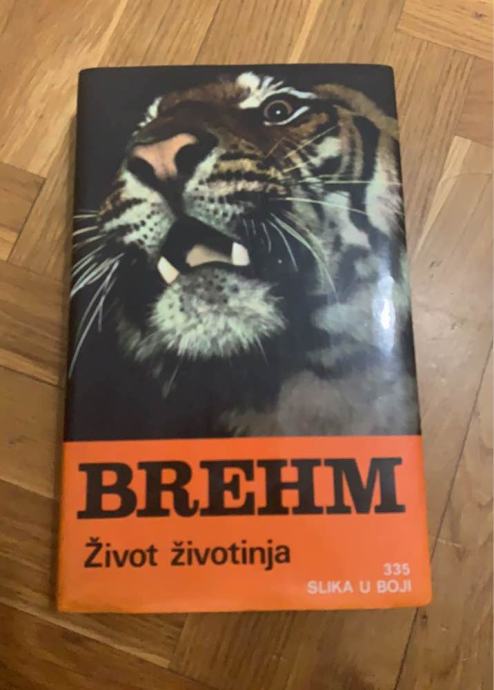 BREHM
Život životinja
335
SLIKA U BOJI